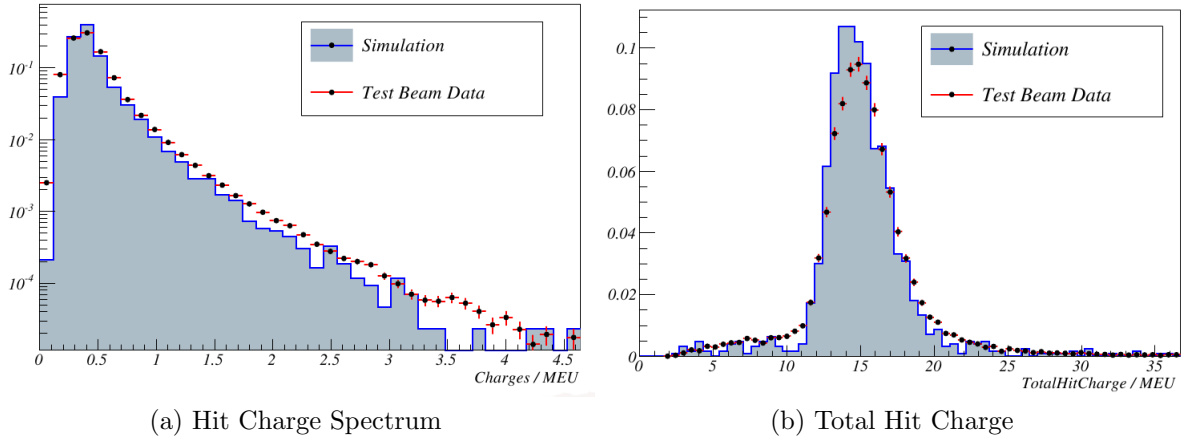 Simulation
Test Beam Data
10⁻¹
10⁻²
10⁻³
10⁻⁴
0 0.5 1 1.5 2 2.5 3 3.5 4 4.5
Charges / MEU
(a) Hit Charge Spectrum
Simulation
Test Beam Data
0.1
0.08
0.06
0.04
0.02
0
0 5 10 15 20 25 30 35
TotalHitCharge / MEU
(b) Total Hit Charge